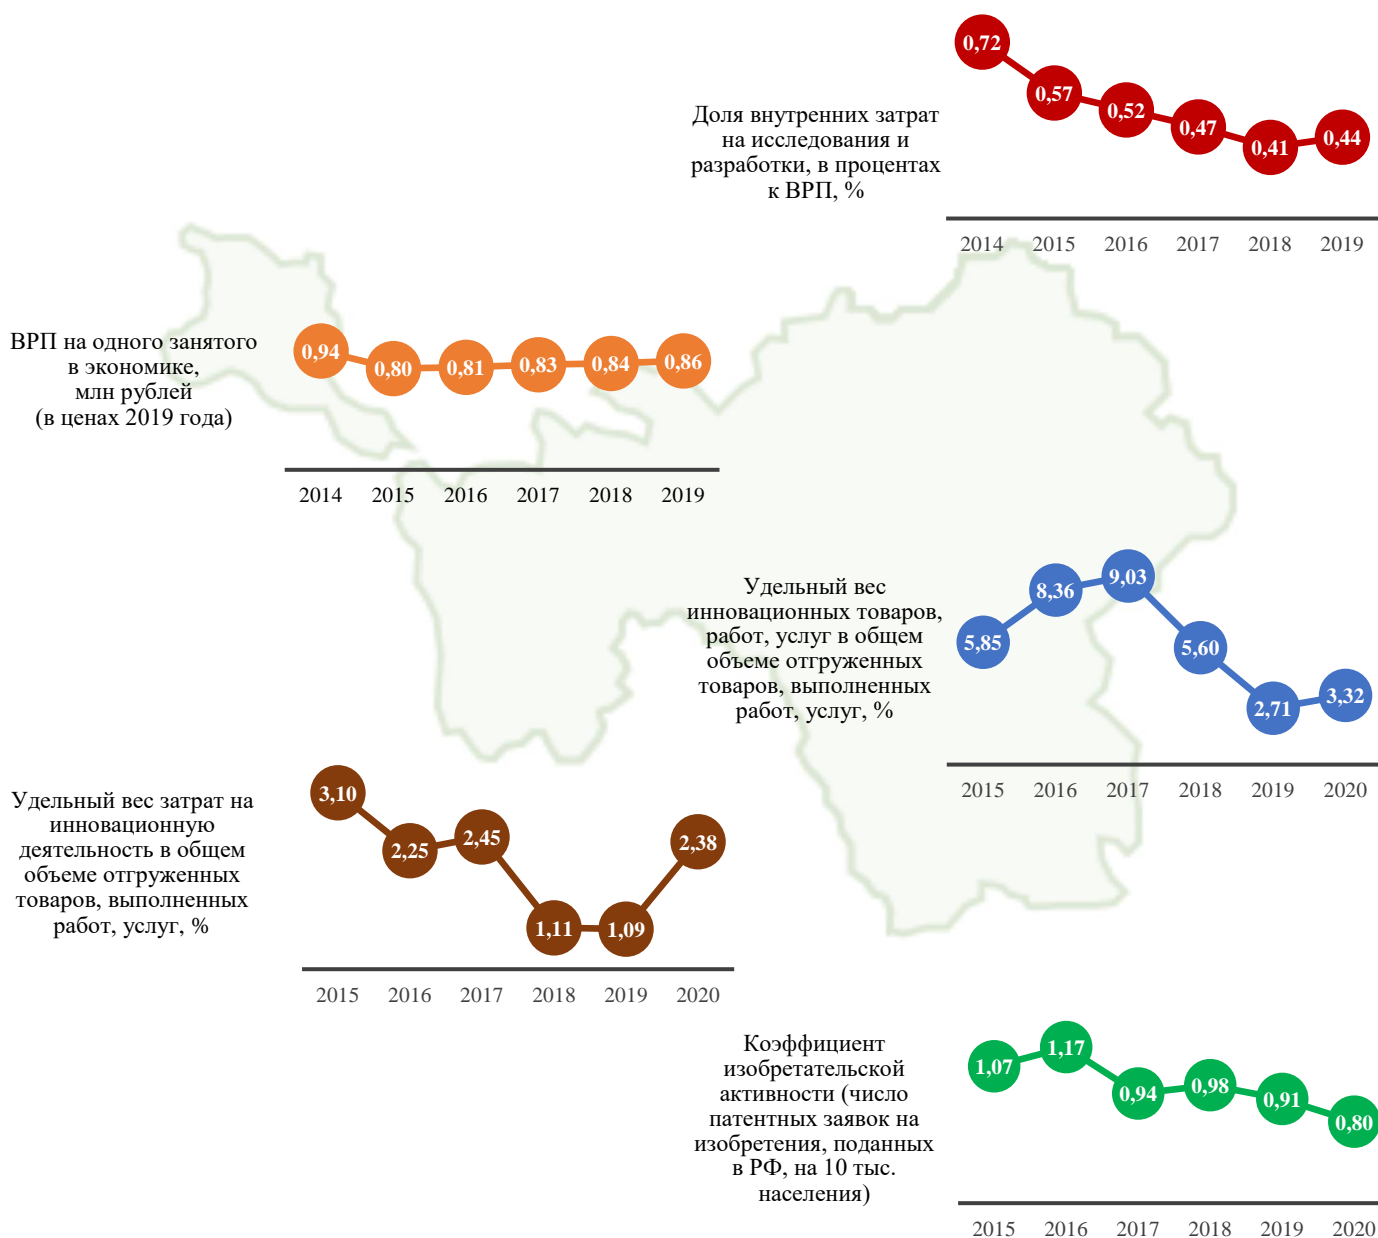 0,72
0,57
0,52
0,47
0,41
0,44
Доля внутренних затрат
на исследования и
разработки, в процентах
к ВРП, %
2014 2015 2016 2017 2018 2019
ВРП на одного занятого
в экономике,
млн рублей
(в ценах 2019 года)
0,94 0,80 0,81 0,83 0,84 0,86
2014 2015 2016 2017 2018 2019
Удельный вес
инновационных товаров,
работ, услуг в общем
объеме отгруженных
товаров, выполненных
работ, услуг, %
5,85 8,36 9,03 5,60 2,71 3,32
2015 2016 2017 2018 2019 2020
Удельный вес затрат на
инновационную
деятельность в общем
объеме отгруженных
товаров, выполненных
работ, услуг, %
3,10 2,25 2,45 1,11 1,09 2,38
2015 2016 2017 2018 2019 2020
Коэффициент
изобретательской
активности (число
патентных заявок на
изобретения, поданных
в РФ, на 10 тыс.
населения)
1,07 1,17 0,94 0,98 0,91 0,80
2015 2016 2017 2018 2019 2020